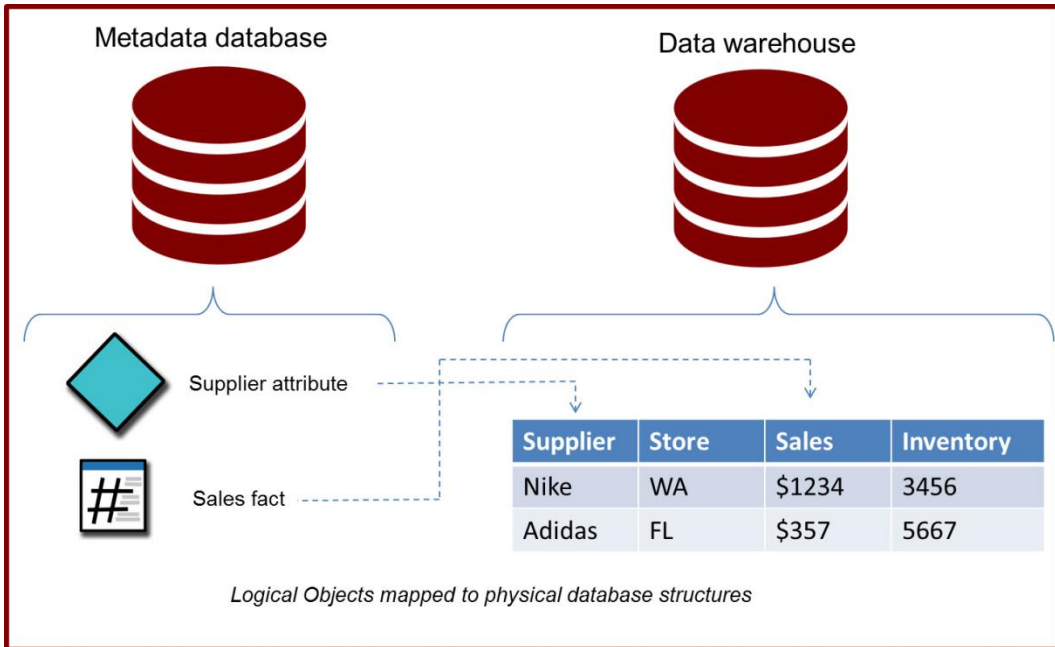 Metadata database
Data warehouse
Supplier attribute
Sales fact
Supplier Store Sales Inventory
Nike WA $1234 3456
Adidas FL $357 5667
Logical Objects mapped to physical database structures